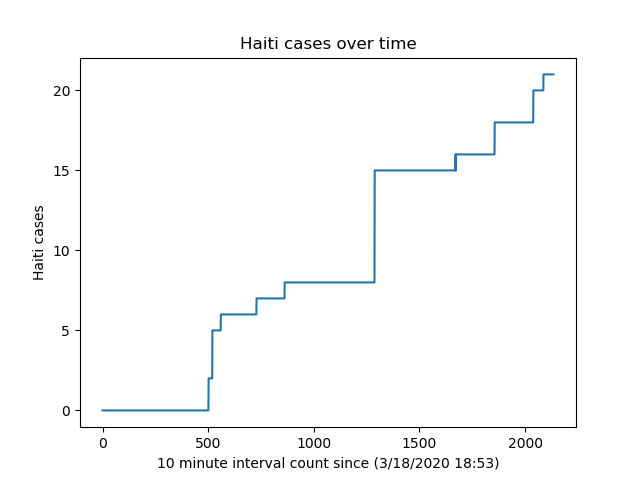 Haiti cases over time
20
15
10
5
0
Haiti cases
0 500 1000 1500 2000
10 minute interval count since (3/18/2020 18:53)